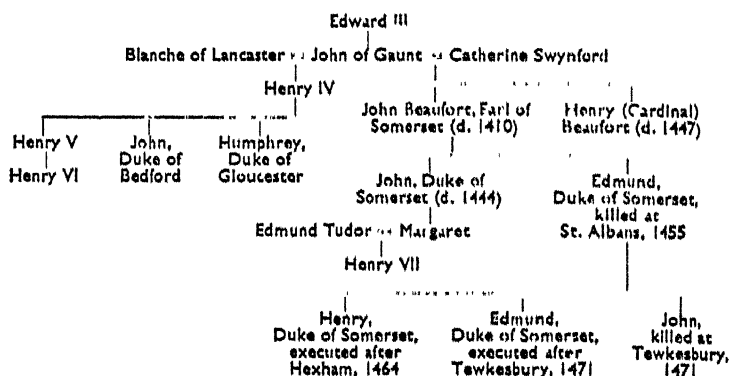 Edward III
Blanche of Lancaster = John of Gaunt = Catherine Swynford
Henry IV
John Beaufort, Earl of
Somerset (d. 1410)
Henry (Cardinal)
Beaufort (d. 1447)
Henry V
John,
Duke of
Bedford
Humphrey,
Duke of
Gloucester
Henry VI
John, Duke of
Somerset (d. 1444)
Edmund,
Duke of Somerset,
killed at
St. Albans, 1455
Edmund Tudor = Margaret
Henry VII
Henry,
Duke of Somerset,
executed after
Hexham, 1464
Edmund,
Duke of Somerset,
executed after
Tewkesbury, 1471
John,
killed at
Tewkesbury,
1471